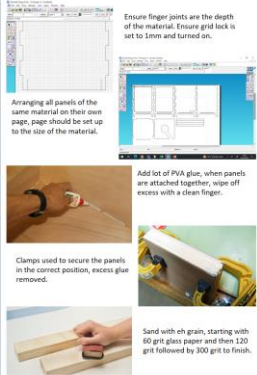 Ensure finger joints are the depth
of the material. Ensure grid lock is
set to 1mm and turned on.
Arranging all panels of the
same material on their own
page, page should be set up
to the size of the material.
Add lot of PVA glue, when panels
are attached together, wipe off
excess with a clean finger.
Clamps used to secure the panels
in the correct position, excess glue
removed.
Sand with eh grain, starting with
60 grit glass paper and then 120
grit followed by 300 grit to finish.